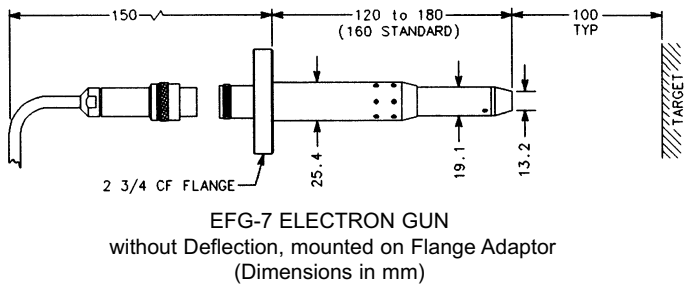 150
120 to 180
(160 STANDARD)
100
TYP
TARGET
2 3/4 CF FLANGE
25.4
19.1
13.2
EFG-7 ELECTRON GUN
without Deflection, mounted on Flange Adaptor
(Dimensions in mm)